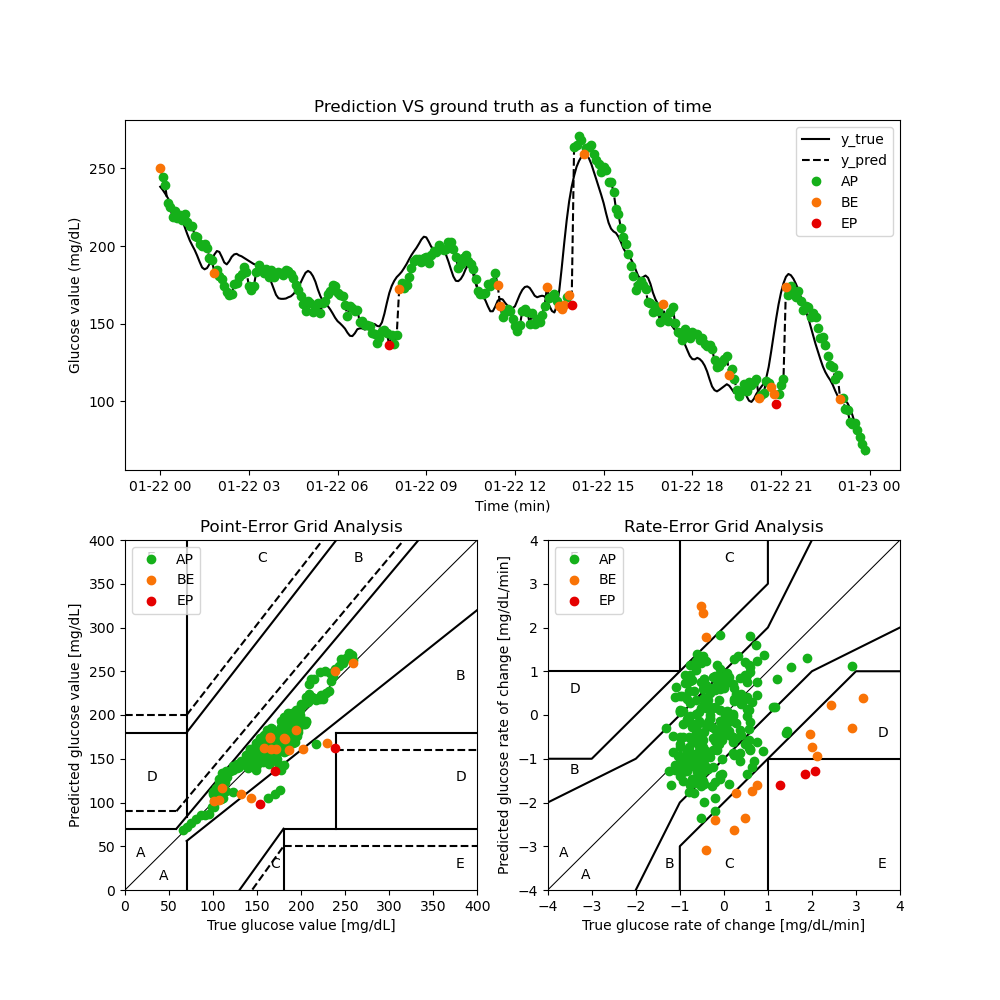 Prediction VS ground truth as a function of time
Glucose value (mg/dL)
250
200
150
100
y_true
y_pred
AP
BE
EP
01-22 00 01-22 03 01-22 06 01-22 09 01-22 12 01-22 15 01-22 18 01-22 21 01-23 00
Time (min)
Point-Error Grid Analysis
Predicted glucose value [mg/dL]
400
350
300
250
200
150
100
50
0
AP
BE
EP
C
B
B
D
D
A
A
C
E
0 50 100 150 200 250 300 350 400
True glucose value [mg/dL]
Rate-Error Grid Analysis
Predicted glucose rate of change [mg/dL/min]
4
3
2
1
0
−1
−2
−3
−4
AP
BE
EP
C
D
D
B
A
A
B
C
E
−4 −3 −2 −1 0 1 2 3 4
True glucose rate of change [mg/dL/min]